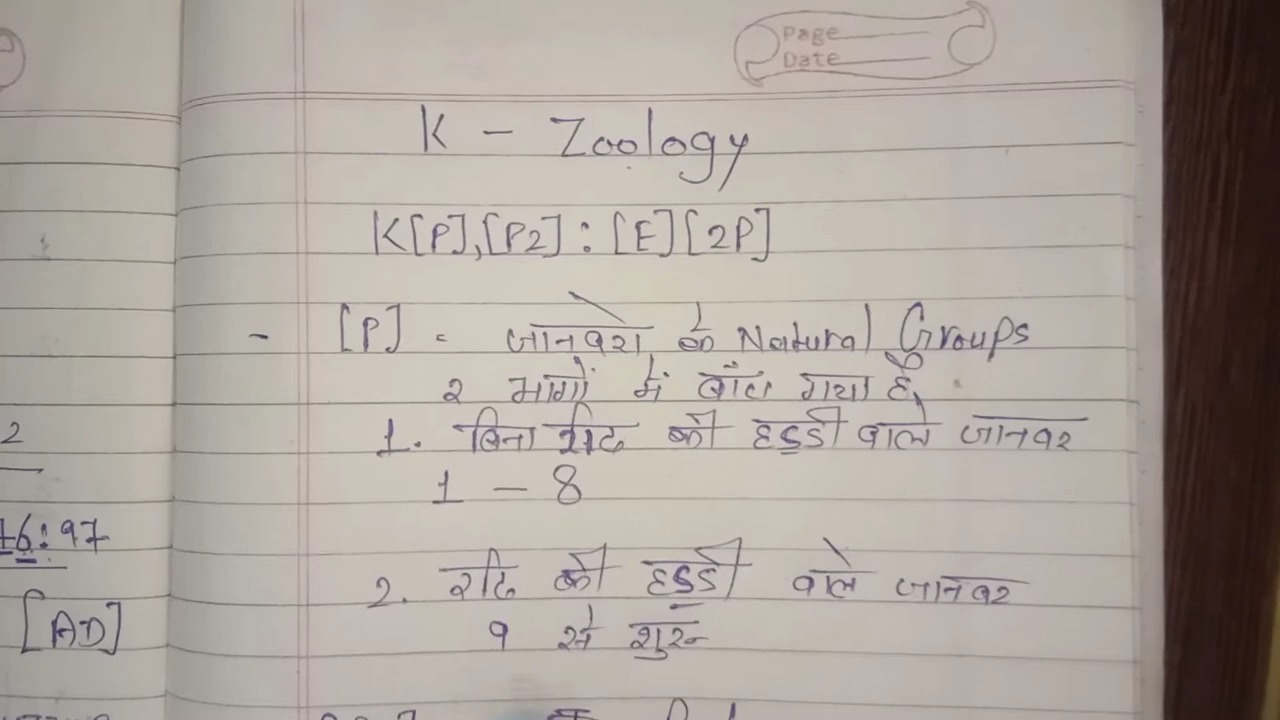 Page
Date
K - Zoology
K[P],[P2] : [E][2P]
- [P] = जानवरो के Natural Groups
2 भागों में बाँटा गया है,
1. बिना रीढ की हड्डी वाले जानवर
1 - 8
2. रीढ की हड्डी वाले जानवर
9 से शुरू
2
+6:97
[AD]